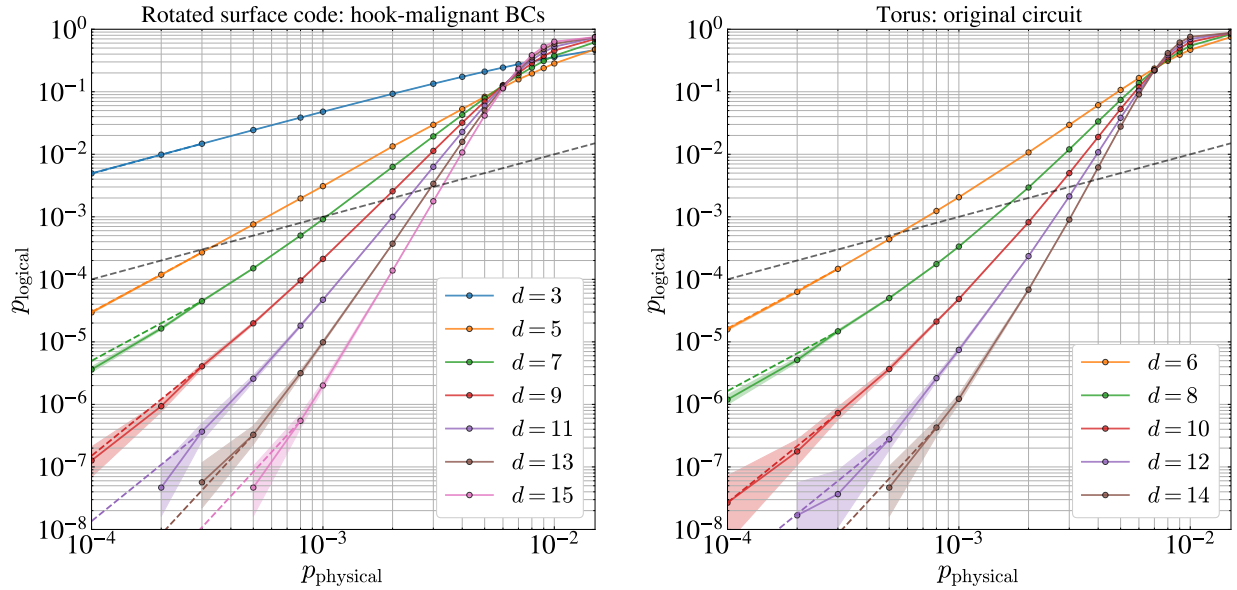 Rotated surface code: hook-malignant BCs
10^0
10^-1
10^-2
10^-3
10^-4
10^-5
10^-6
10^-7
10^-8
p_logical
d = 3
d = 5
d = 7
d = 9
d = 11
d = 13
d = 15
10^-4
10^-3
10^-2
p_physical
Torus: original circuit
10^0
10^-1
10^-2
10^-3
10^-4
10^-5
10^-6
10^-7
10^-8
p_logical
d = 6
d = 8
d = 10
d = 12
d = 14
10^-4
10^-3
10^-2
p_physical